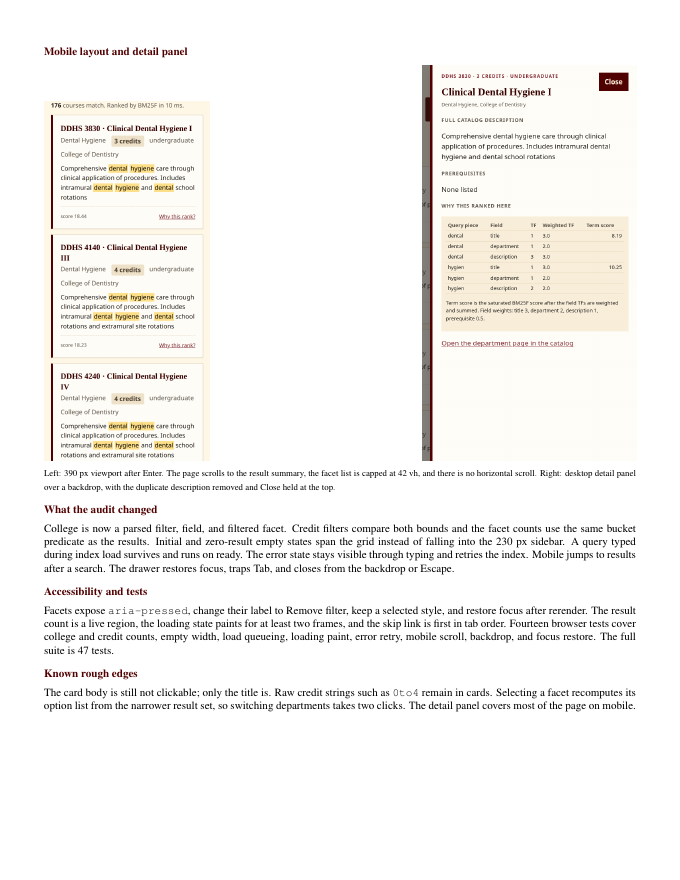 Mobile layout and detail panel
176 courses match. Ranked by BM25F in 10 ms.
DDHS 3830 · Clinical Dental Hygiene I
Dental Hygiene 3 credits undergraduate
College of Dentistry
Comprehensive dental hygiene care through
clinical application of procedures. Includes
intramural dental hygiene and dental school
rotations
score 18.44 Why this rank?
DDHS 4140 · Clinical Dental Hygiene
III
Dental Hygiene 4 credits undergraduate
College of Dentistry
Comprehensive dental hygiene care through
clinical application of procedures. Includes
intramural dental hygiene and dental school
rotations and extramural site rotations
score 18.23 Why this rank?
DDHS 4240 · Clinical Dental Hygiene
IV
Dental Hygiene 4 credits undergraduate
College of Dentistry
Comprehensive dental hygiene care through
clinical application of procedures. Includes
intramural dental hygiene and dental school
rotations and extramural site rotations
DDHS 3830 · 3 CREDITS · UNDERGRADUATE
Close
Clinical Dental Hygiene I
Dental Hygiene, College of Dentistry
FULL CATALOG DESCRIPTION
Comprehensive dental hygiene care through clinical
application of procedures. Includes intramural dental
hygiene and dental school rotations
PREREQUISITES
None listed
WHY THIS RANKED HERE
Query piece Field TF Weighted TF Term score
dental title 1 3.0 8.19
dental department 1 2.0
dental description 3 3.0
hygien title 1 3.0 10.25
hygien department 1 2.0
hygien description 2 2.0
Term score is the saturated BM25F score after the field TFs are weighted
and summed. Field weights: title 3, department 2, description 1,
prerequisite 0.5.
Open the department page in the catalog
Left: 390 px viewport after Enter. The page scrolls to the result summary, the facet list is capped at 42 vh, and there is no horizontal scroll. Right: desktop detail panel
over a backdrop, with the duplicate description removed and Close held at the top.
What the audit changed
College is now a parsed filter, field, and filtered facet. Credit filters compare both bounds and the facet counts use the same bucket
predicate as the results. Initial and zero-result empty states span the grid instead of falling into the 230 px sidebar. A query typed
during index load survives and runs on ready. The error state stays visible through typing and retries the index. Mobile jumps to results
after a search. The drawer restores focus, traps Tab, and closes from the backdrop or Escape.
Accessibility and tests
Facets expose aria-pressed, change their label to Remove filter, keep a selected style, and restore focus after rerender. The result
count is a live region, the loading state paints for at least two frames, and the skip link is first in tab order. Fourteen browser tests cover
college and credit counts, empty width, load queueing, loading paint, error retry, mobile scroll, backdrop, and focus restore. The full
suite is 47 tests.
Known rough edges
The card body is still not clickable; only the title is. Raw credit strings such as 0to4 remain in cards. Selecting a facet recomputes its
option list from the narrower result set, so switching departments takes two clicks. The detail panel covers most of the page on mobile.